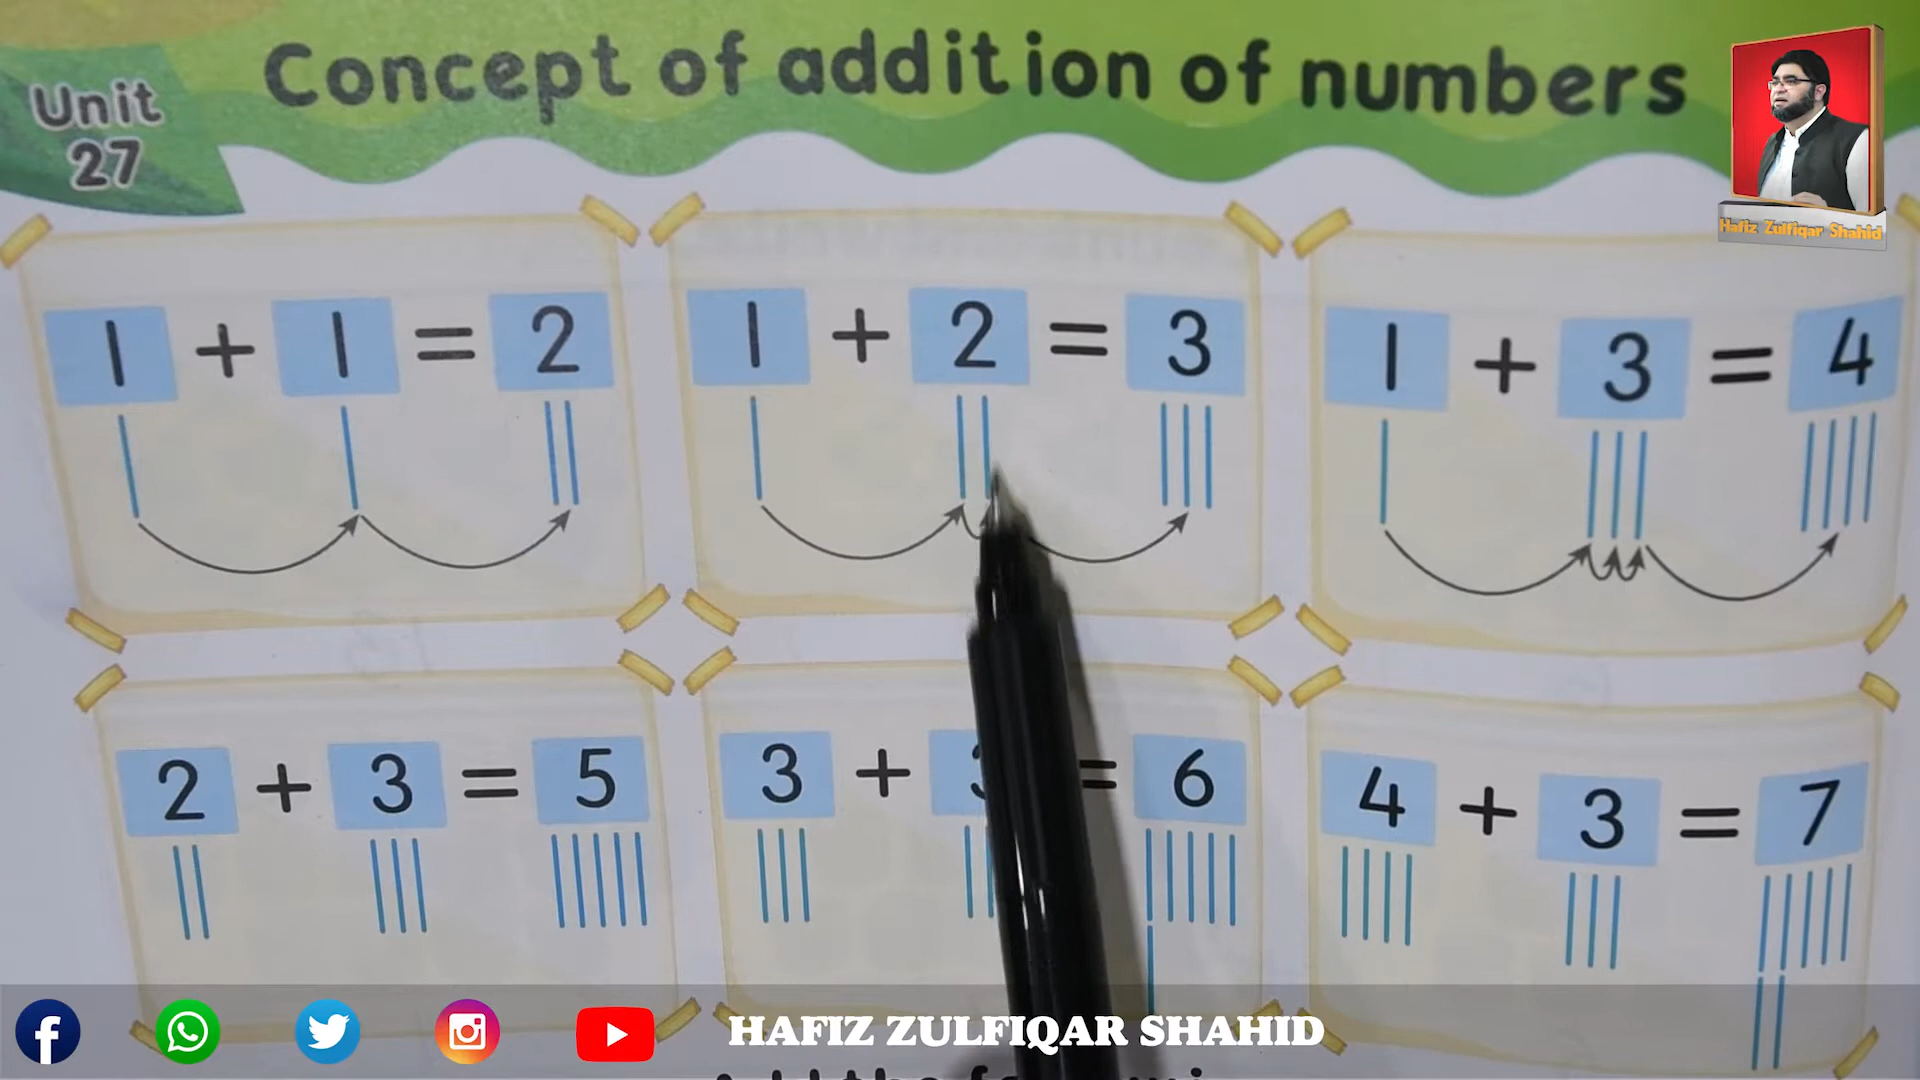 Unit
27
Concept of addition of numbers
Hafiz Zulfiqar Shahid
1 + 1 = 2
1 + 2 = 3
1 + 3 = 4
2 + 3 = 5
3 + = 6
4 + 3 = 7
HAFIZ ZULFIQAR SHAHID